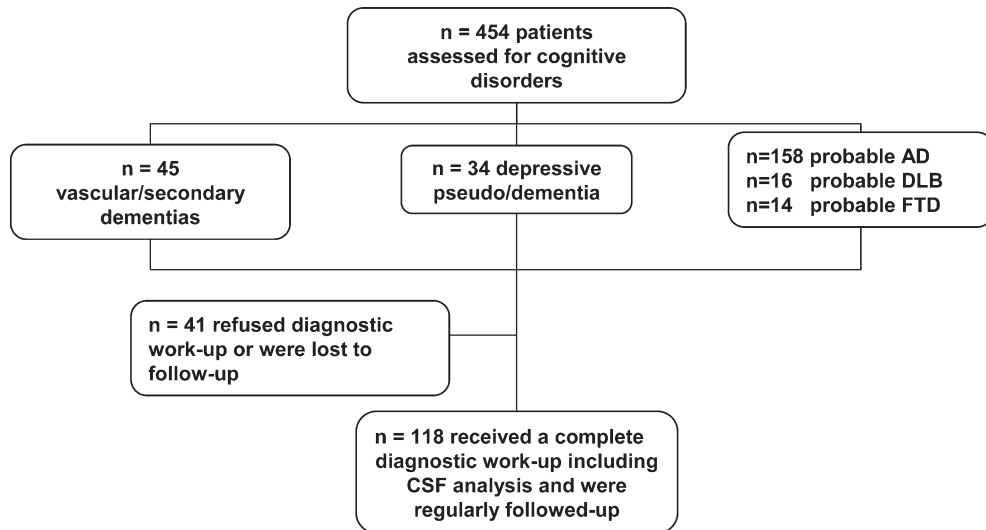 n = 454 patients
assessed for cognitive
disorders
n = 45
vascular/secondary
dementias
n = 34 depressive
pseudo/dementia
n=158 probable AD
n=16 probable DLB
n=14 probable FTD
n = 41 refused diagnostic
work-up or were lost to
follow-up
n = 118 received a complete
diagnostic work-up including
CSF analysis and were
regularly followed-up